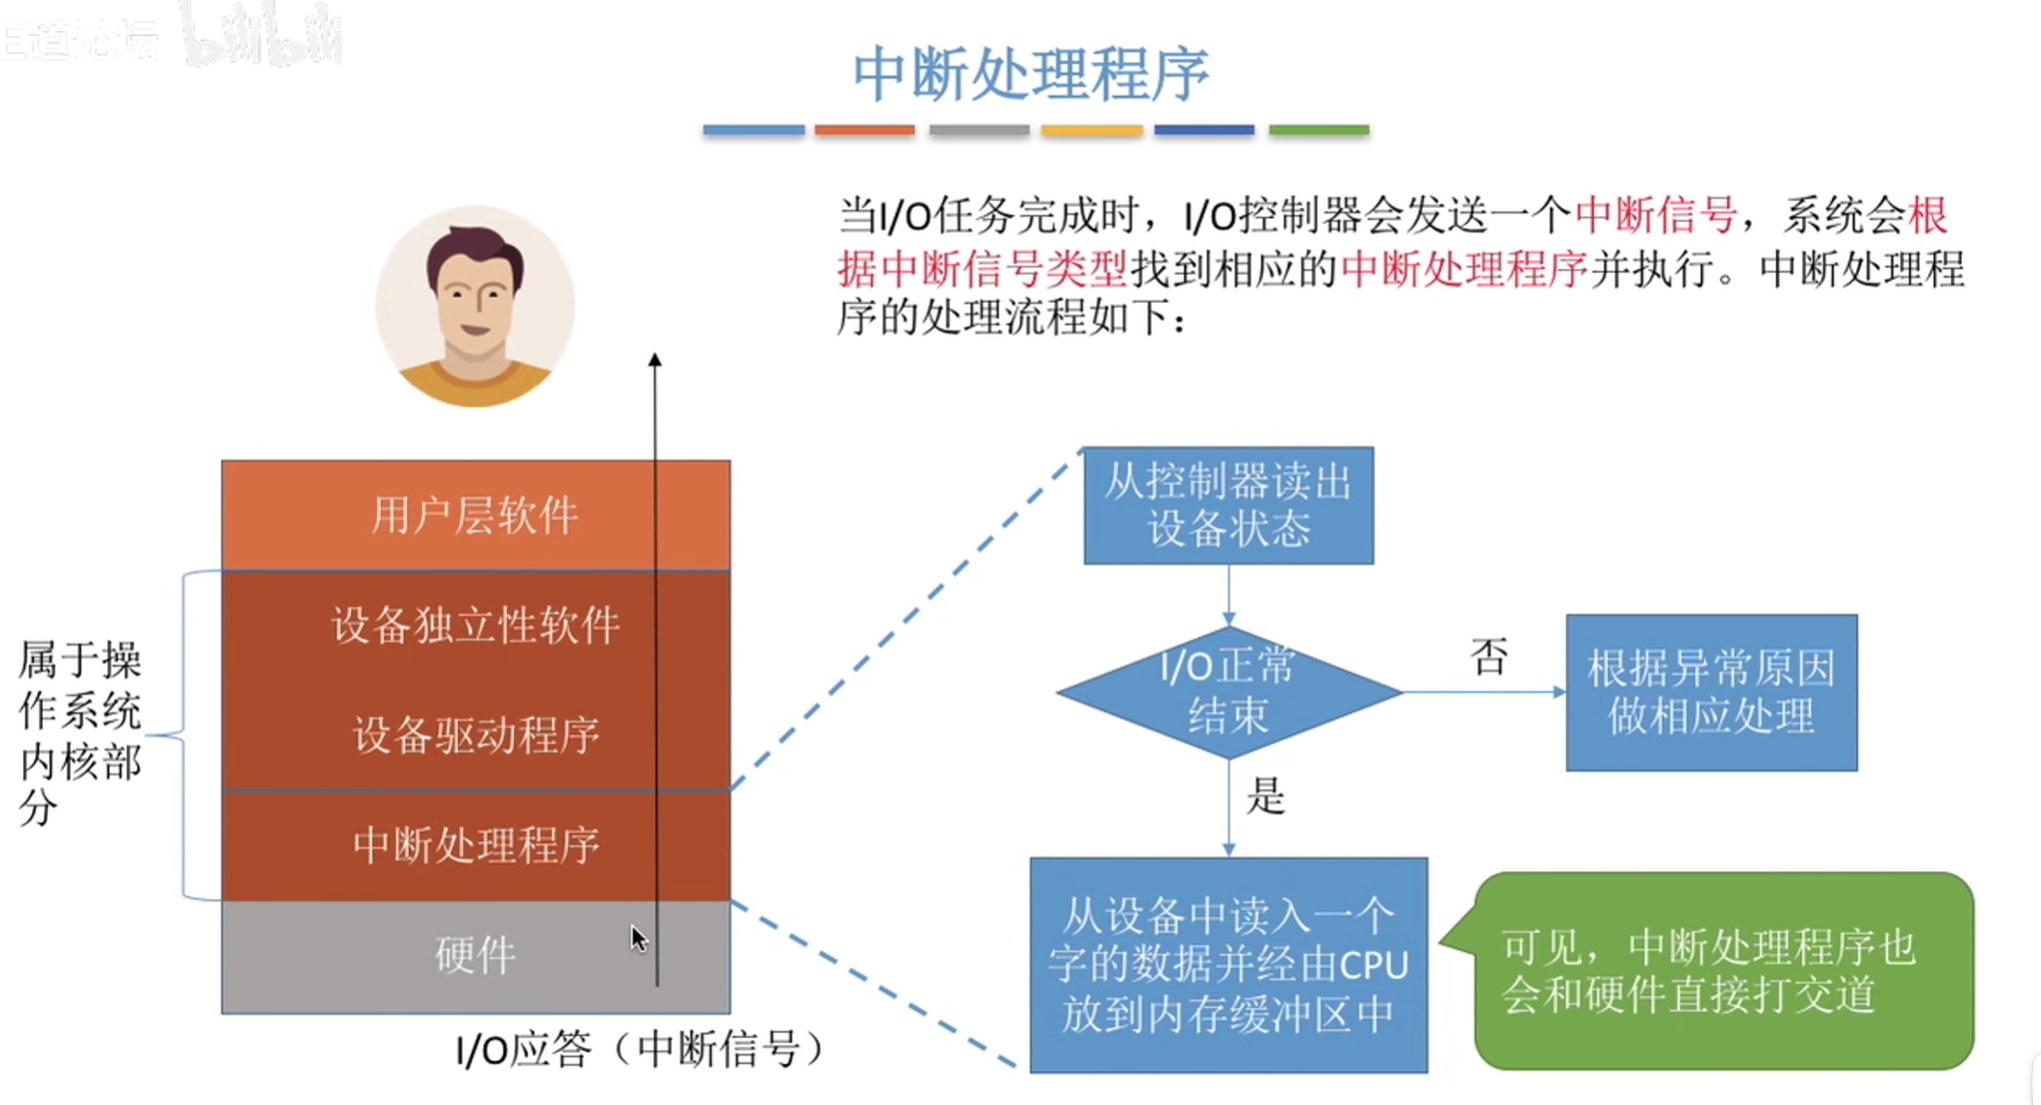 王道论坛 bilibili
中断处理程序
当I/O任务完成时，I/O控制器会发送一个中断信号，系统会根
据中断信号类型找到相应的中断处理程序并执行。中断处理程
序的处理流程如下：
用户层软件
设备独立性软件
设备驱动程序
中断处理程序
硬件
属于操
作系统
内核部
分
I/O应答（中断信号）
从控制器读出
设备状态
I/O正常
结束
否
根据异常原因
做相应处理
是
从设备中读入一个
字的数据并经由CPU
放到内存缓冲区中
可见，中断处理程序也
会和硬件直接打交道